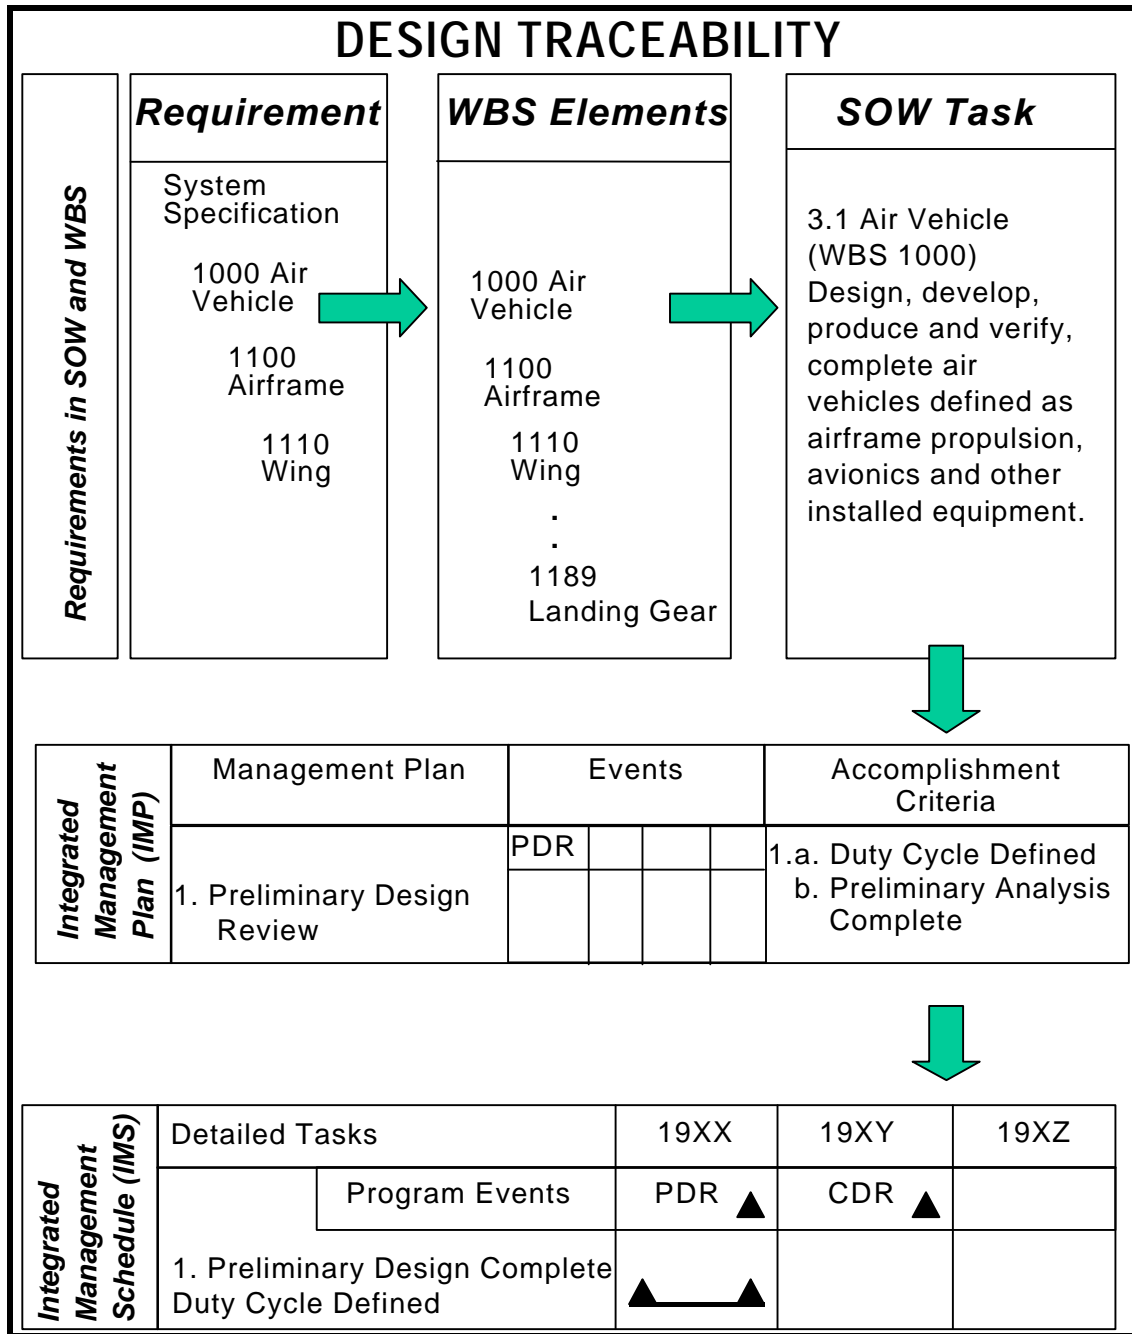 DESIGN TRACEABILITY
Requirements in SOW and WBS
Requirement
System
Specification
1000 Air
Vehicle
1100
Airframe
1110
Wing
WBS Elements
1000 Air
Vehicle
1100
Airframe
1110
Wing
.
.
1189
Landing Gear
SOW Task
3.1 Air Vehicle
(WBS 1000)
Design, develop,
produce and verify,
complete air
vehicles defined as
airframe propulsion,
avionics and other
installed equipment.
Integrated
Management
Plan (IMP)
Management Plan
Events
Accomplishment
Criteria
1. Preliminary Design
Review
PDR
1.a. Duty Cycle Defined
b. Preliminary Analysis
Complete
Integrated
Management
Schedule (IMS)
Detailed Tasks
19XX
19XY
19XZ
Program Events
PDR
CDR
1. Preliminary Design Complete
Duty Cycle Defined